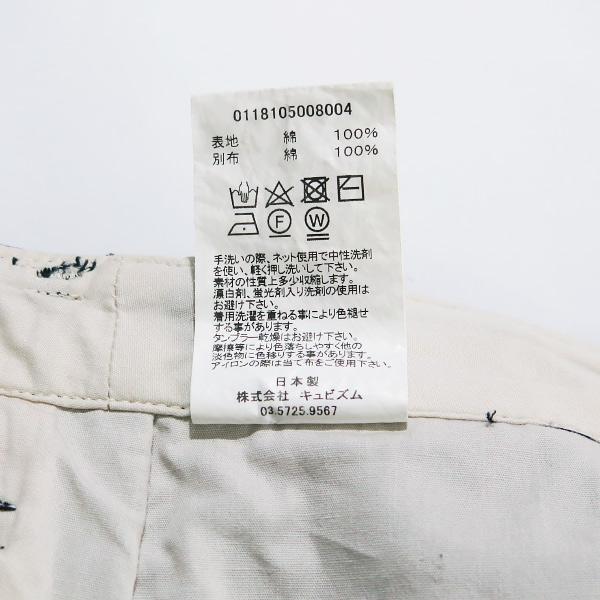 0118105008004
表地 綿 100%
別布 綿 100%
F W
手洗いの際、ネット使用で中性洗剤
を使い、軽く押し洗いして下さい。
素材の性質上多少収縮します。
漂白剤、蛍光剤入り洗剤の使用は
お避け下さい。
着用洗濯を重ねる事により色褪せ
する事があります。
タンブラー乾燥はお避け下さい。
摩擦等により色落ちしやすく他の
淡色物に色移りする事があります。
アイロンの際は当て布をご使用下さい。
日本製
株式会社 キュビズム
03.5725.9567